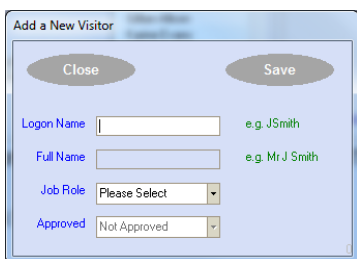 Add a New Visitor
Close Save
Logon Name e.g. JSmith
Full Name e.g. Mr J Smith
Job Role Please Select
Approved Not Approved
0